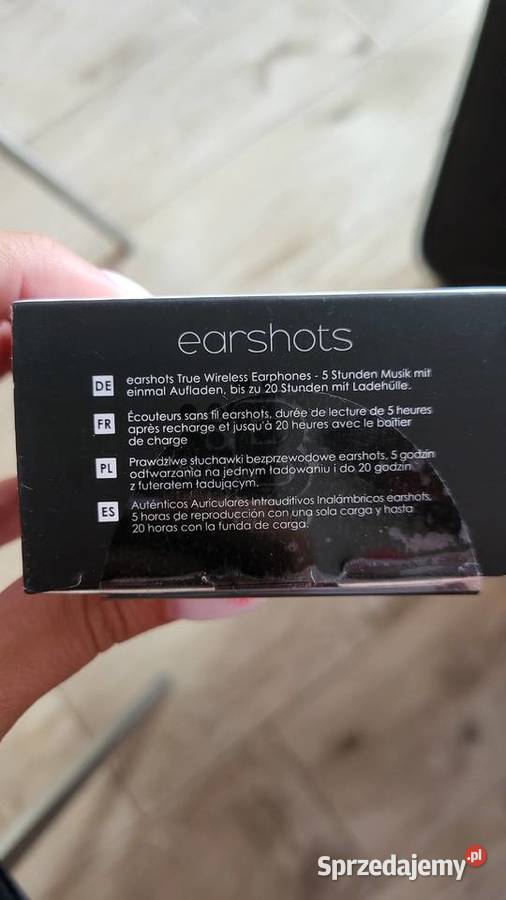 earshots
DE earshots True Wireless Earphones - 5 Stunden Musik mit
einmal Aufladen, bis zu 20 Stunden mit Ladehülle.
FR Écouteurs sans fil earshots, durée de lecture de 5 heures
après recharge et jusqu'à 20 heures avec le boîtier
de charge
PL Prawdziwe słuchawki bezprzewodowe earshots, 5 godzin
odtwarzania na jednym ładowaniu i do 20 godzin
z futerałem ładującym.
ES Auténticos Auriculares Intrauditivos Inalámbricos earshots.
5 horas de reproducción con una sola carga y hasta
20 horas con la funda de carga.
Sprzedajemy.pl